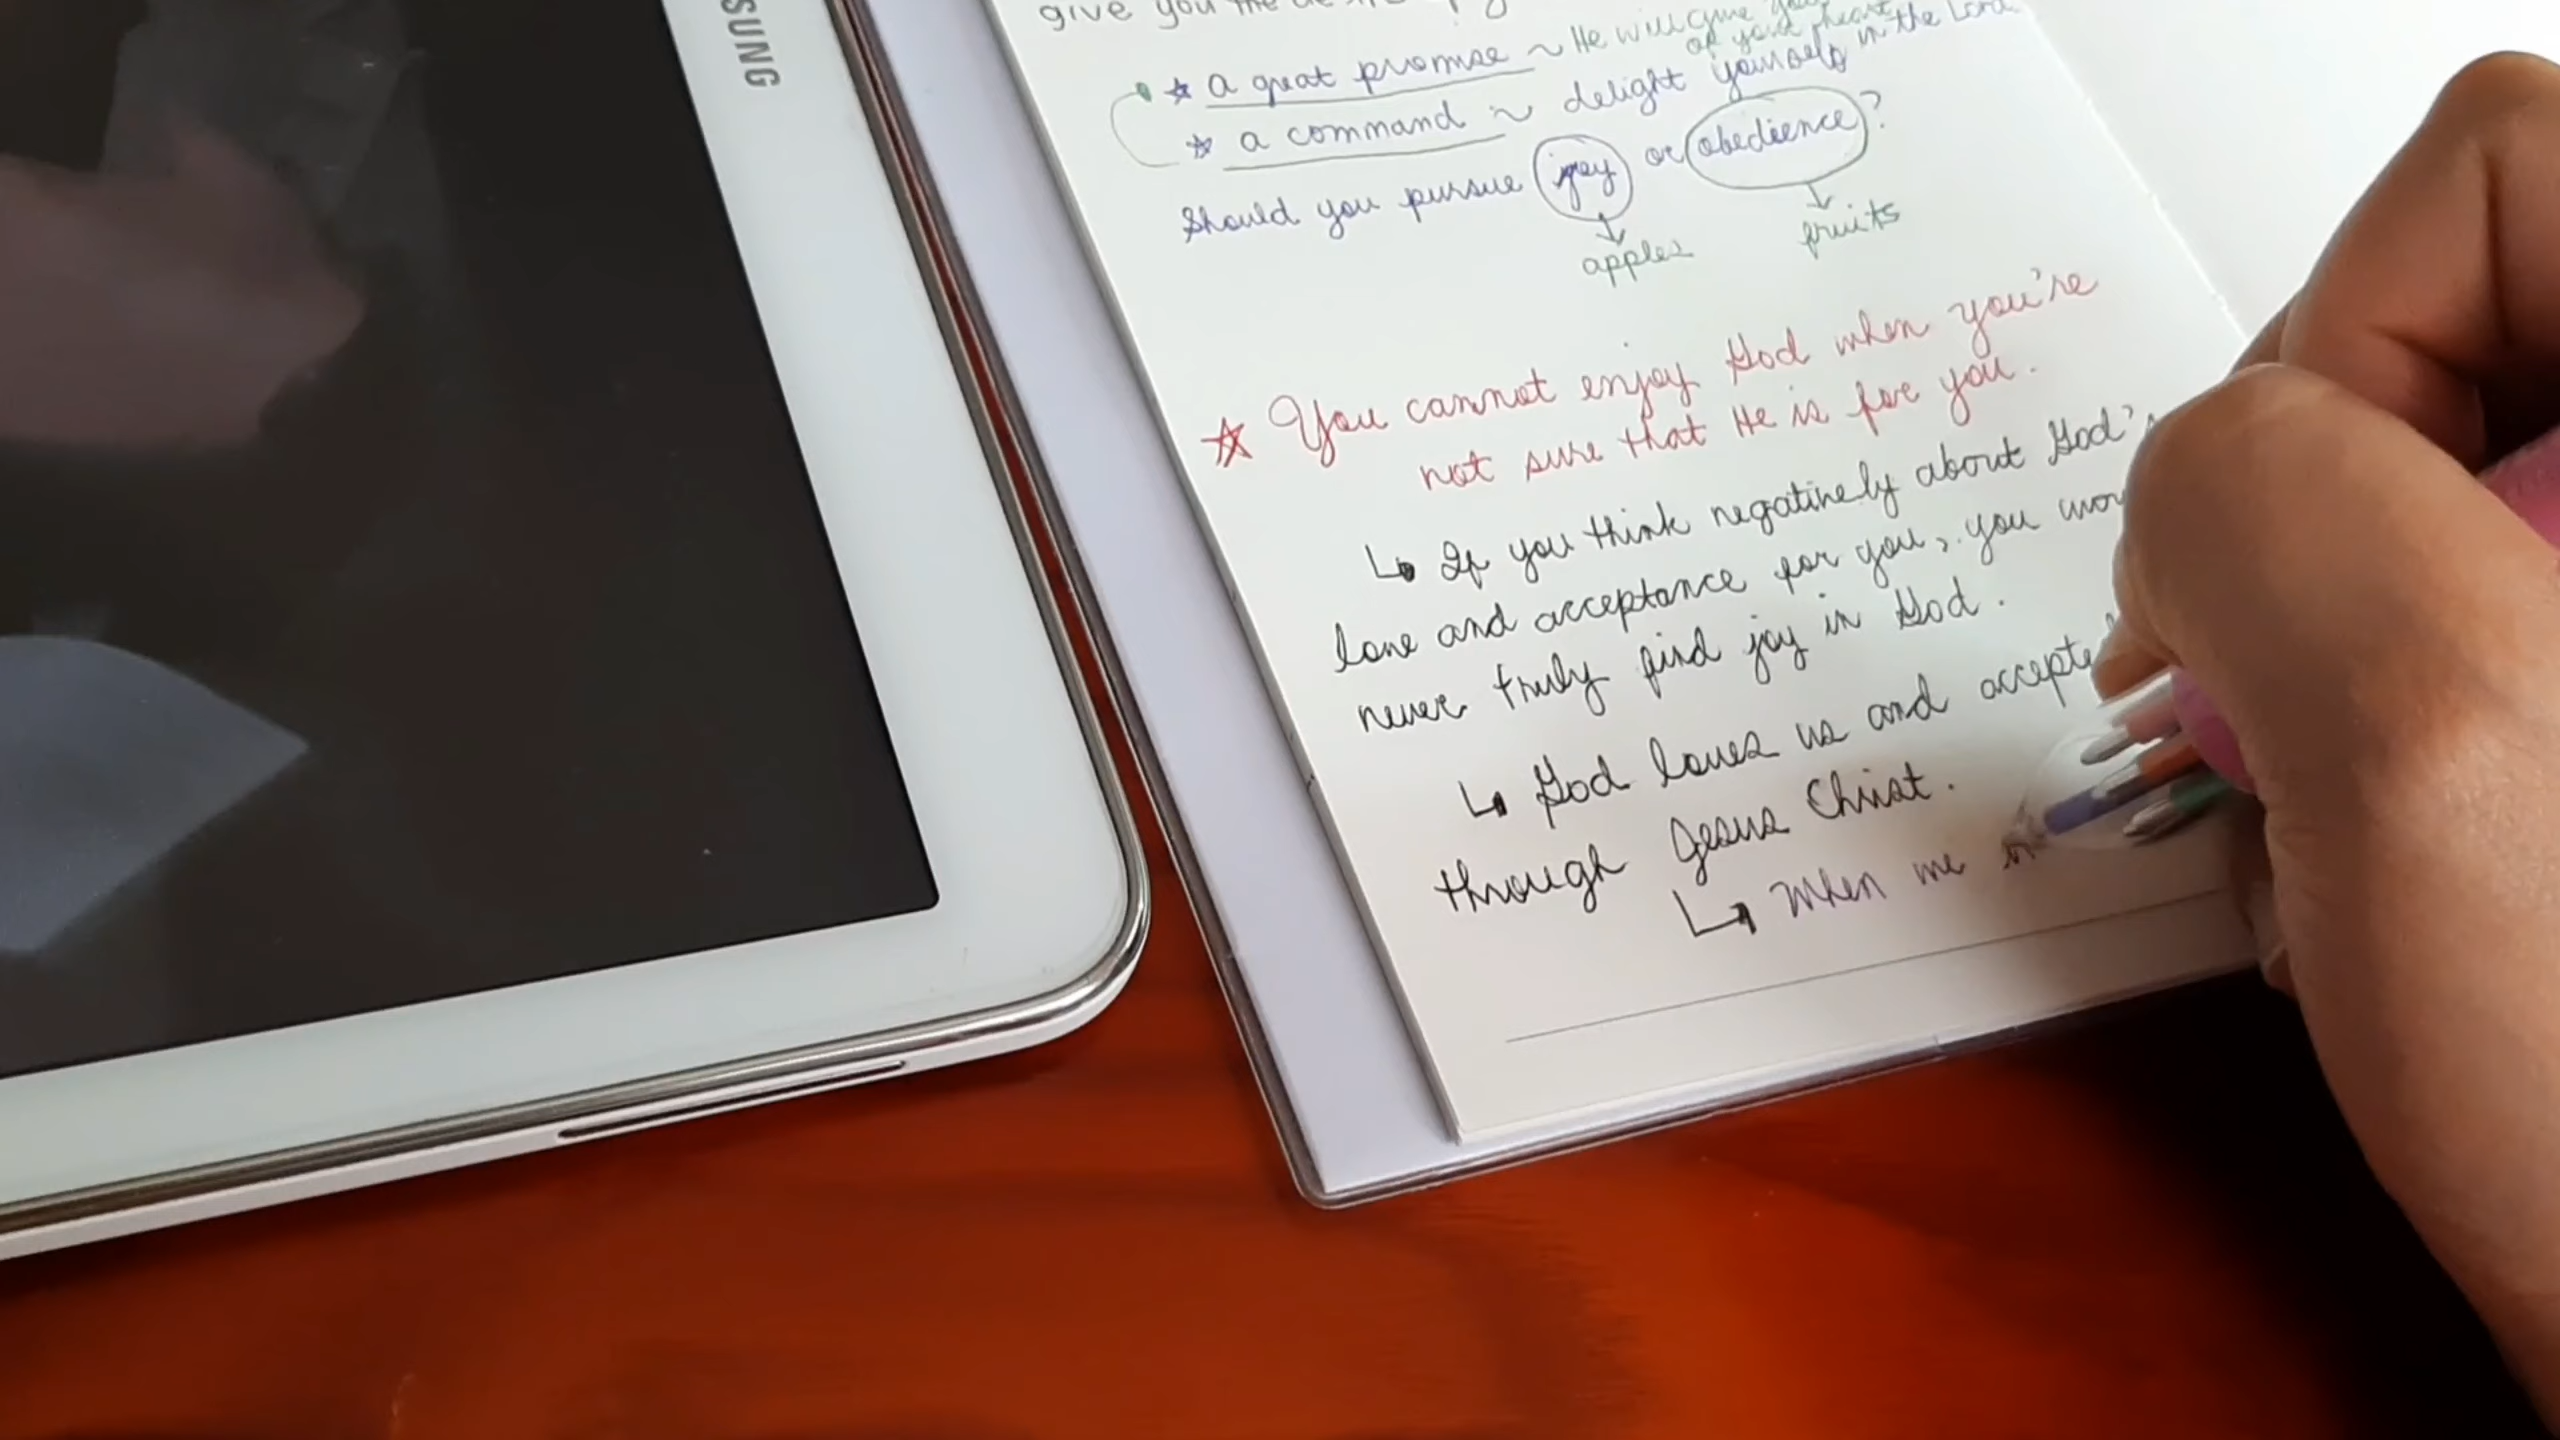 SUNG
give you the
☆ a great promise ~ He will give you
of your heart
☆ a command ~ delight yourself in the Lord
Should you pursue joy or obedience?
apples fruits
☆ You cannot enjoy God when you're
not sure that He is for you.
↳ If you think negatively about God's
love and acceptance for you, you
never truly find joy in God.
↳ God loves us and accepte
through Jesus Christ.
↳ When we